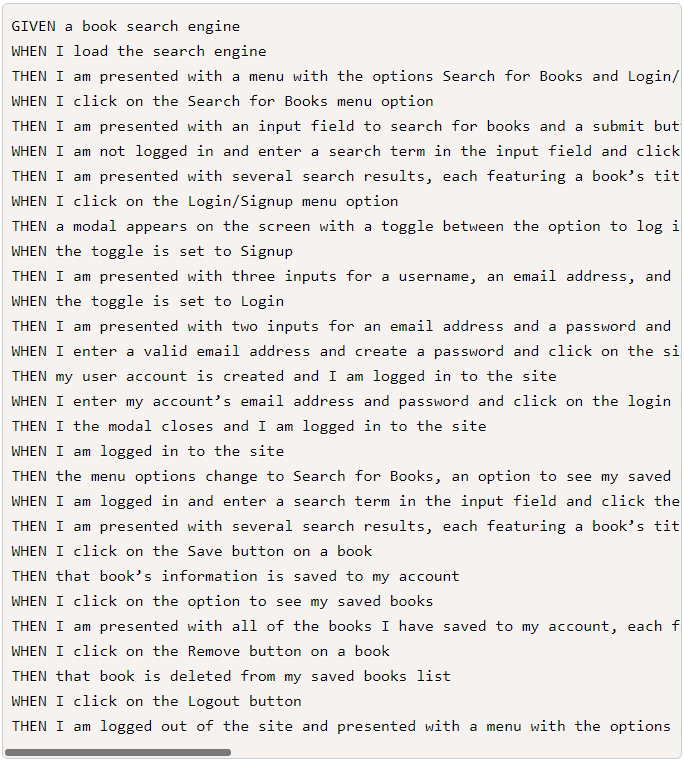 GIVEN a book search engine
WHEN I load the search engine
THEN I am presented with a menu with the options Search for Books and Login/
WHEN I click on the Search for Books menu option
THEN I am presented with an input field to search for books and a submit but
WHEN I am not logged in and enter a search term in the input field and click
THEN I am presented with several search results, each featuring a book’s tit
WHEN I click on the Login/Signup menu option
THEN a modal appears on the screen with a toggle between the option to log i
WHEN the toggle is set to Signup
THEN I am presented with three inputs for a username, an email address, and
WHEN the toggle is set to Login
THEN I am presented with two inputs for an email address and a password and
WHEN I enter a valid email address and create a password and click on the si
THEN my user account is created and I am logged in to the site
WHEN I enter my account’s email address and password and click on the login
THEN I the modal closes and I am logged in to the site
WHEN I am logged in to the site
THEN the menu options change to Search for Books, an option to see my saved
WHEN I am logged in and enter a search term in the input field and click the
THEN I am presented with several search results, each featuring a book’s tit
WHEN I click on the Save button on a book
THEN that book’s information is saved to my account
WHEN I click on the option to see my saved books
THEN I am presented with all of the books I have saved to my account, each f
WHEN I click on the Remove button on a book
THEN that book is deleted from my saved books list
WHEN I click on the Logout button
THEN I am logged out of the site and presented with a menu with the options